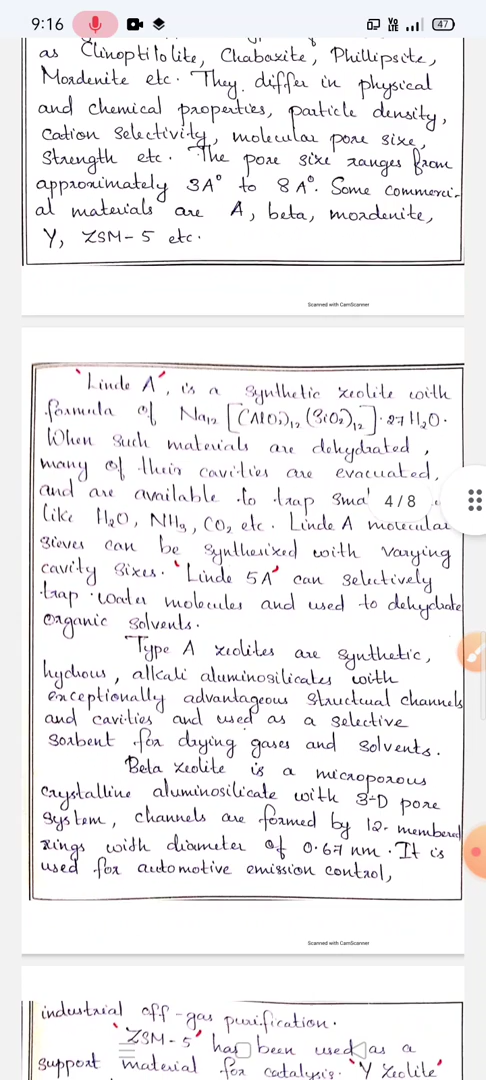 9:16
Vo LTE
47
as Clinoptilolite, Chabazite, Phillipsite,
Mordenite etc. They differ in physical
and chemical properties, particle density,
cation selectivity, molecular pore size,
strength etc. The pore size ranges from
approximately 3A° to 8A°. Some commerci-
al materials are A, beta, mordenite,
Y, ZSM-5 etc.
Scanned with CamScanner
'Linde A', is a synthetic zeolite with
formula of Na₁₂ [(AlO₂)₁₂ (SiO₂)₁₂] · 27 H₂O.
When such materials are dehydrated,
many of their cavities are evacuated,
and are available to trap
4/8
like H₂O, NH₃, CO₂ etc. Linde A molecular
sieves can be synthesized with varying
cavity sizes. 'Linde 5A' can selectively
trap water molecules and used to dehydrate
organic solvents.
Type A zeolites are synthetic,
hydrous, alkali aluminosilicates with
exceptionally advantageous structural channels
and cavities and used as a selective
sorbent for drying gases and solvents.
Beta zeolite is a microporous
crystalline aluminosilicate with 3-D pore
system, channels are formed by 12-membered
rings with diameter of 0.67 nm. It is
used for automotive emission control,
Scanned with CamScanner
industrial off-gas purification.
'ZSM-5' has been used as a
support material for catalysis. 'Y Zeolite'